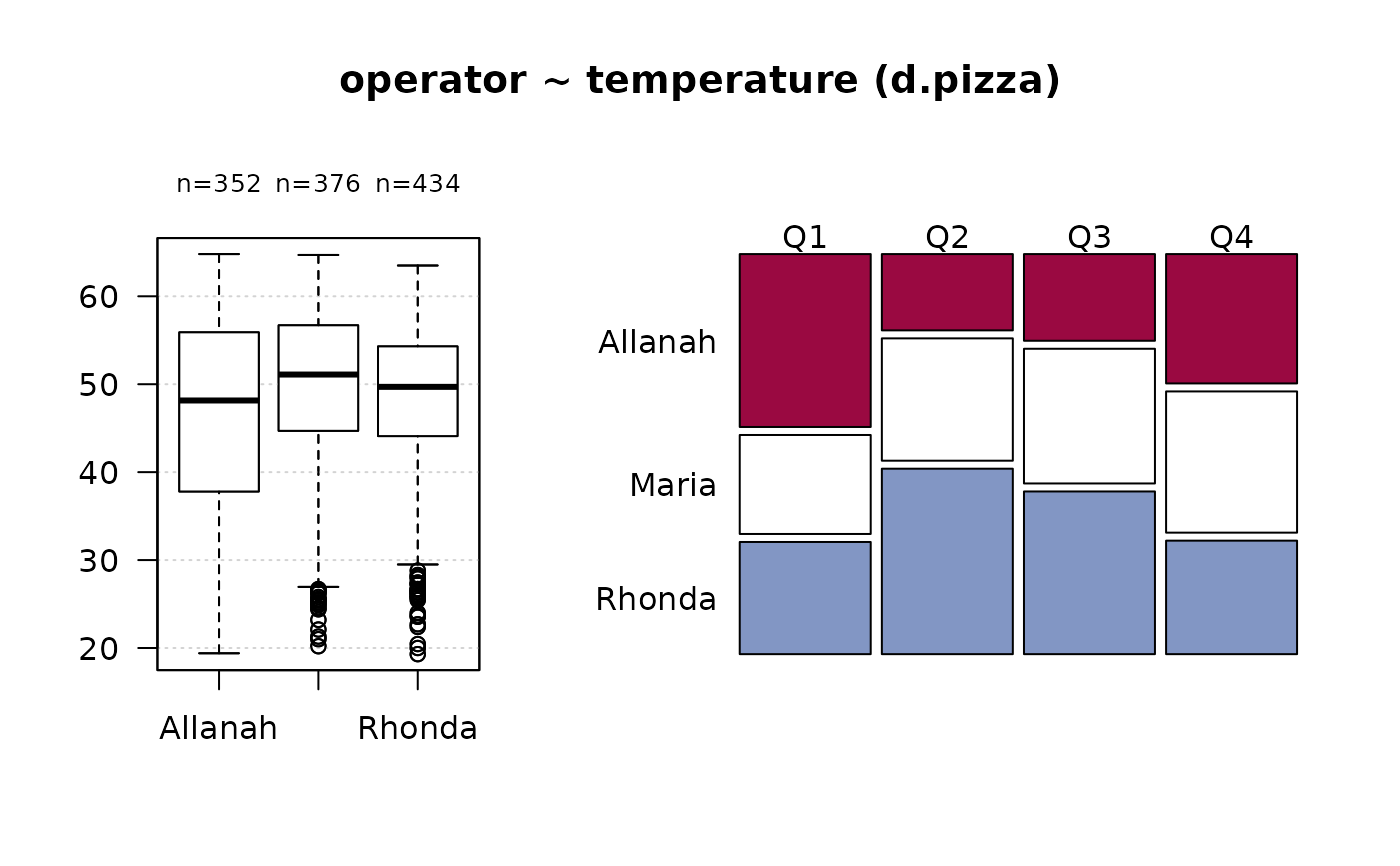 operator ~ temperature (d.pizza)
n=352 n=376 n=434
60
50
40
30
20
Allanah Rhonda
Q1 Q2 Q3 Q4
Allanah
Maria
Rhonda